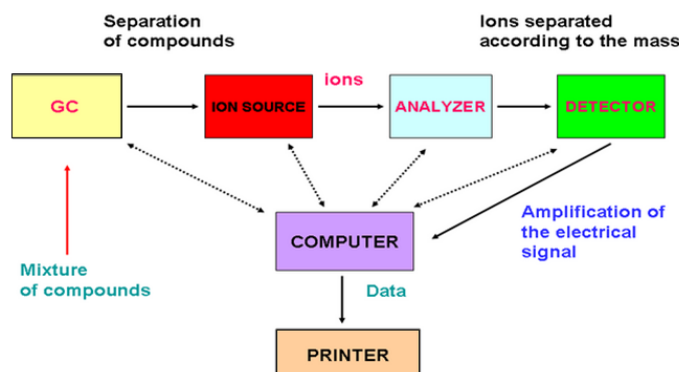 Separation
of compounds
Ions separated
according to the mass
GC
ION SOURCE
ions
ANALYZER
DETECTOR
COMPUTER
Amplification of
the electrical
signal
Mixture
of compounds
Data
PRINTER